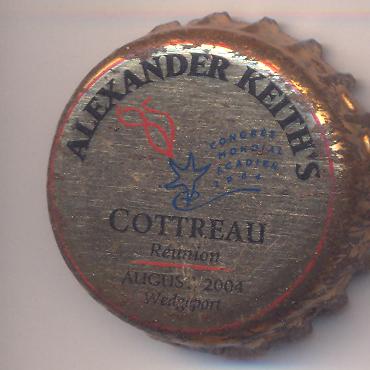 ALEXANDER KEITH'S
CONGRÈS
MONDIAL
ACADIEN
2004
COTTREAU
Réunion
AUGUST 2004
Wedgeport